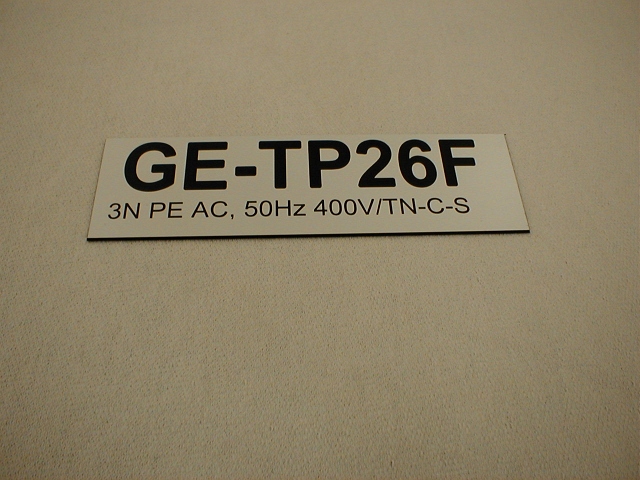 GE-TP26F
3N PE AC, 50Hz 400V/TN-C-S